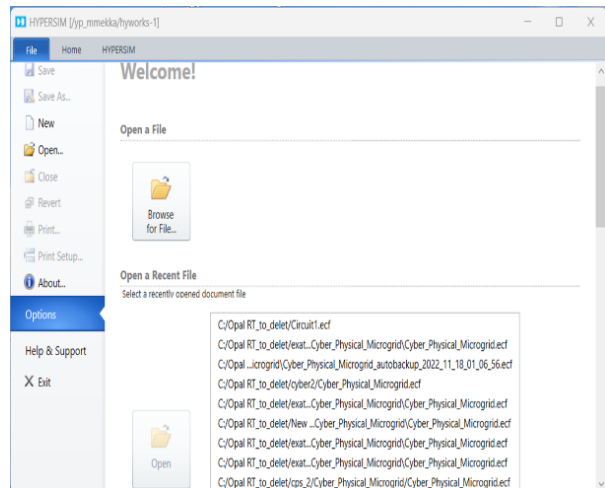 HYPERSIM [/yp_mmekka/hyworks-1]
File Home HYPERSIM
Save
Save As...
New
Open...
Close
Revert
Print...
Print Setup...
About...
Options
Help & Support
Exit
Welcome!
Open a File
Browse
for File...
Open a Recent File
Select a recently opened document file
Open
C:/Opal RT_to_delet/Circuit1.ecf
C:/Opal RT_to_delet/exat...Cyber_Physical_Microgrid\Cyber_Physical_Microgrid.ecf
C:/Opal ...icrogrid\Cyber_Physical_Microgrid_autobackup_2022_11_18_01_06_56.ecf
C:/Opal RT_to_delet/cyber2/Cyber_Physical_Microgrid.ecf
C:/Opal RT_to_delet/exat...Cyber_Physical_Microgrid\Cyber_Physical_Microgrid.ecf
C:/Opal RT_to_delet/New ...Cyber_Physical_Microgrid/Cyber_Physical_Microgrid.ecf
C:/Opal RT_to_delet/exat...Cyber_Physical_Microgrid\Cyber_Physical_Microgrid.ecf
C:/Opal RT_to_delet/exat...Cyber_Physical_Microgrid\Cyber_Physical_Microgrid.ecf
C:/Opal RT_to_delet/cps_2/Cyber_Physical_Microgrid/Cyber_Physical_Microgrid.ecf